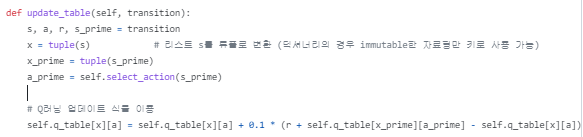 def update_table(self, transition):
s, a, r, s_prime = transition
x = tuple(s) # 리스트 s를 튜플로 변환 (딕셔너리의 경우 immutable한 자료형만 키로 사용 가능)
x_prime = tuple(s_prime)
a_prime = self.select_action(s_prime)
# Q러닝 업데이트 식을 이용
self.q_table[x][a] = self.q_table[x][a] + 0.1 * (r + self.q_table[x_prime][a_prime] - self.q_table[x][a])